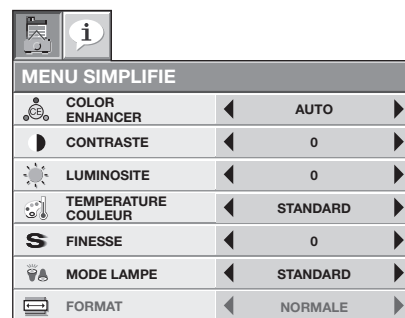 i
MENU SIMPLIFIE
CE
COLOR
ENHANCER
AUTO
CONTRASTE
0
LUMINOSITE
0
TEMPERATURE
COULEUR
STANDARD
S
FINESSE
0
MODE LAMPE
STANDARD
FORMAT
NORMALE